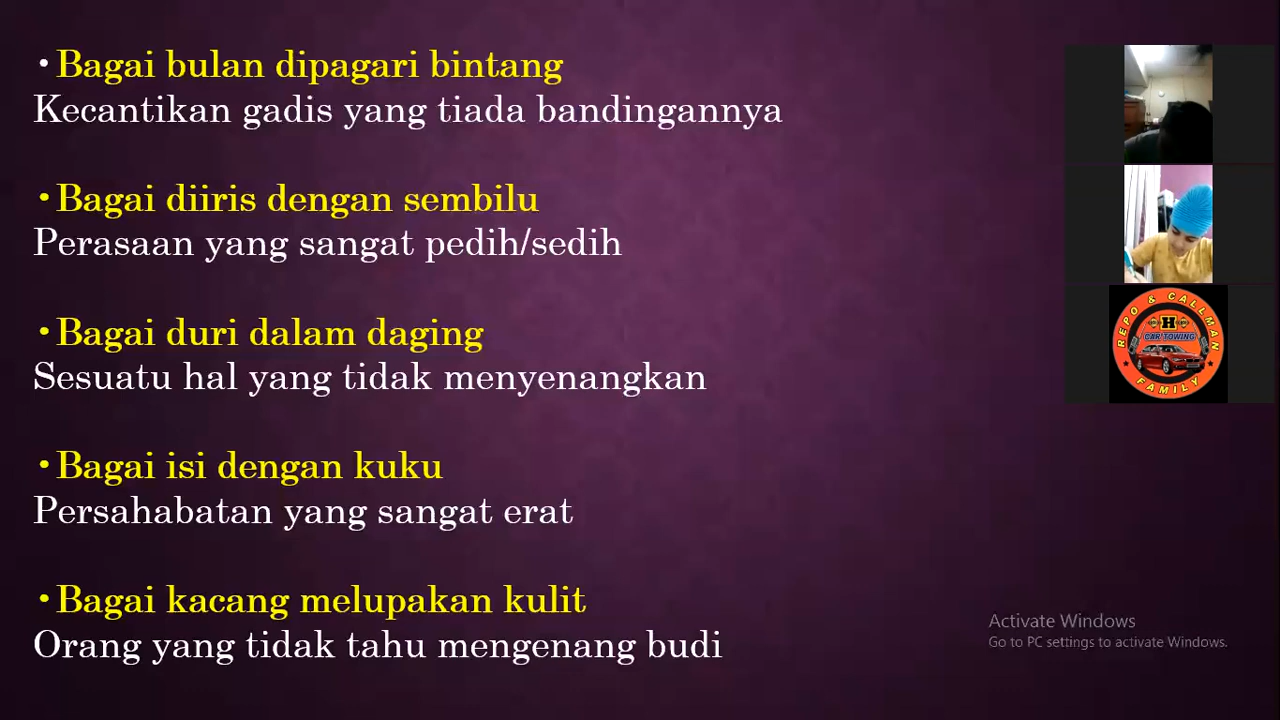 • Bagai bulan dipagari bintang
Kecantikan gadis yang tiada bandingannya
• Bagai diiris dengan sembilu
Perasaan yang sangat pedih/sedih
• Bagai duri dalam daging
Sesuatu hal yang tidak menyenangkan
• Bagai isi dengan kuku
Persahabatan yang sangat erat
• Bagai kacang melupakan kulit
Orang yang tidak tahu mengenang budi
REPO & CALLMAN
H
CAR TOWING
FAMILY
Activate Windows
Go to PC settings to activate Windows.